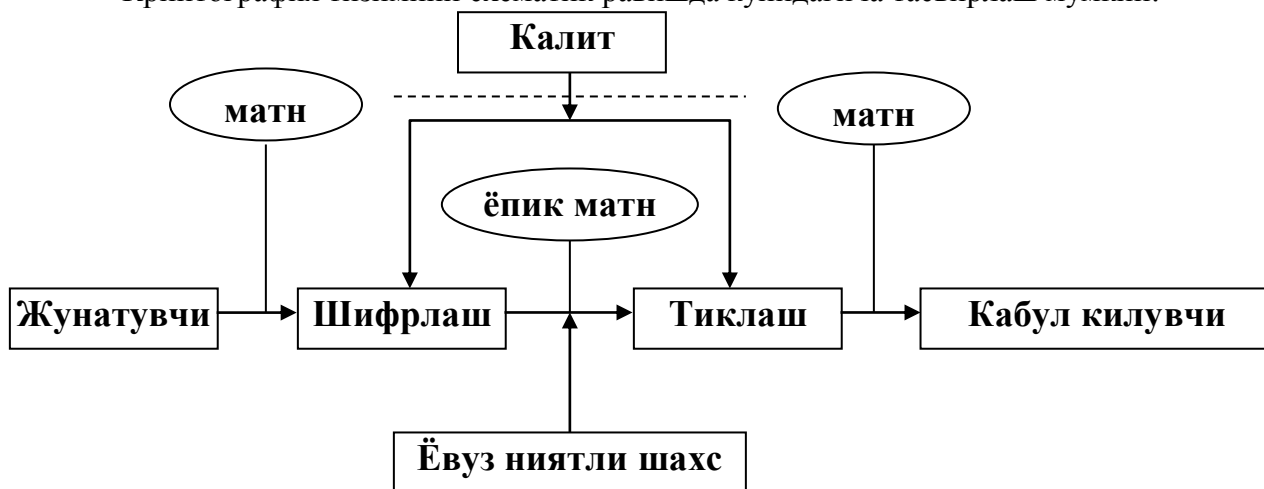 Калит
матн
матн
ёпик матн
Жунатувчи
Шифрлаш
Тиклаш
Кабул килувчи
Ёвуз ниятли шахс